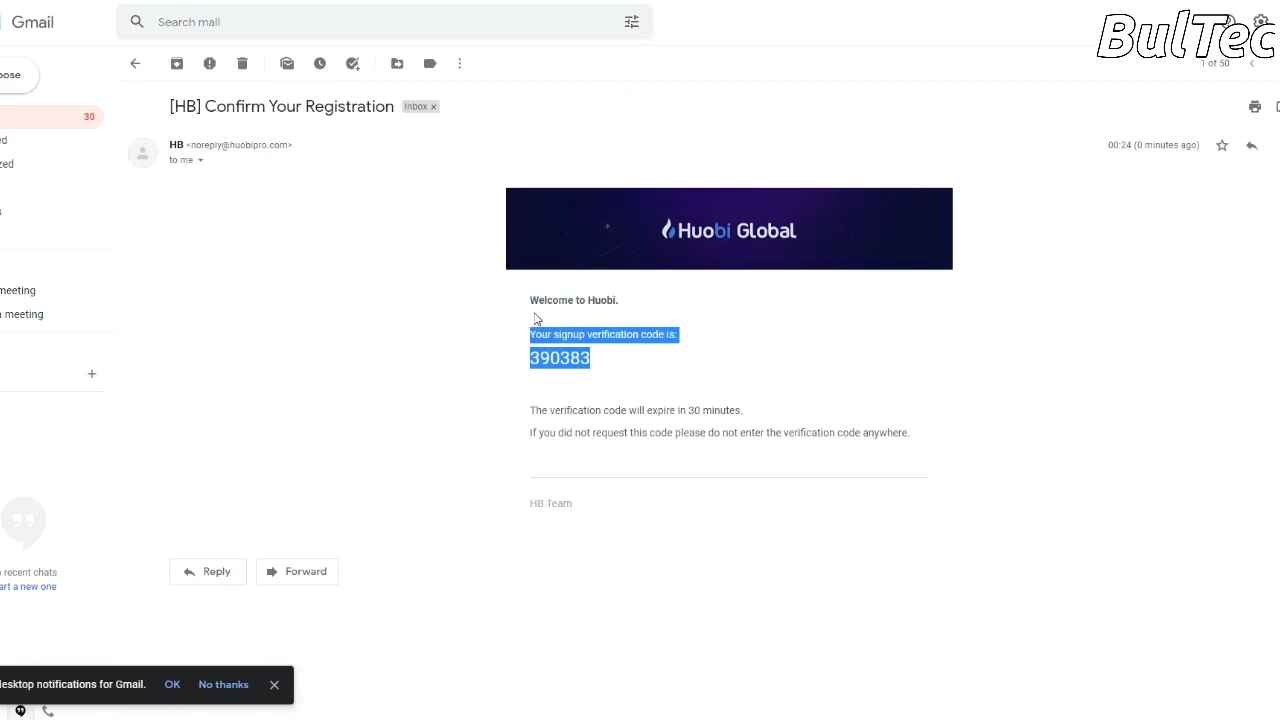 Gmail
Search mail
BulTec
pose
1 of 50
[HB] Confirm Your Registration
Inbox x
30
HB <noreply@huobipro.com>
to me
00:24 (0 minutes ago)
Huobi Global
Welcome to Huobi.
Your signup verification code is:
390383
meeting
a meeting
The verification code will expire in 30 minutes.
If you did not request this code please do not enter the verification code anywhere.
HB Team
recent chats
art a new one
Reply
Forward
desktop notifications for Gmail.
OK
No thanks